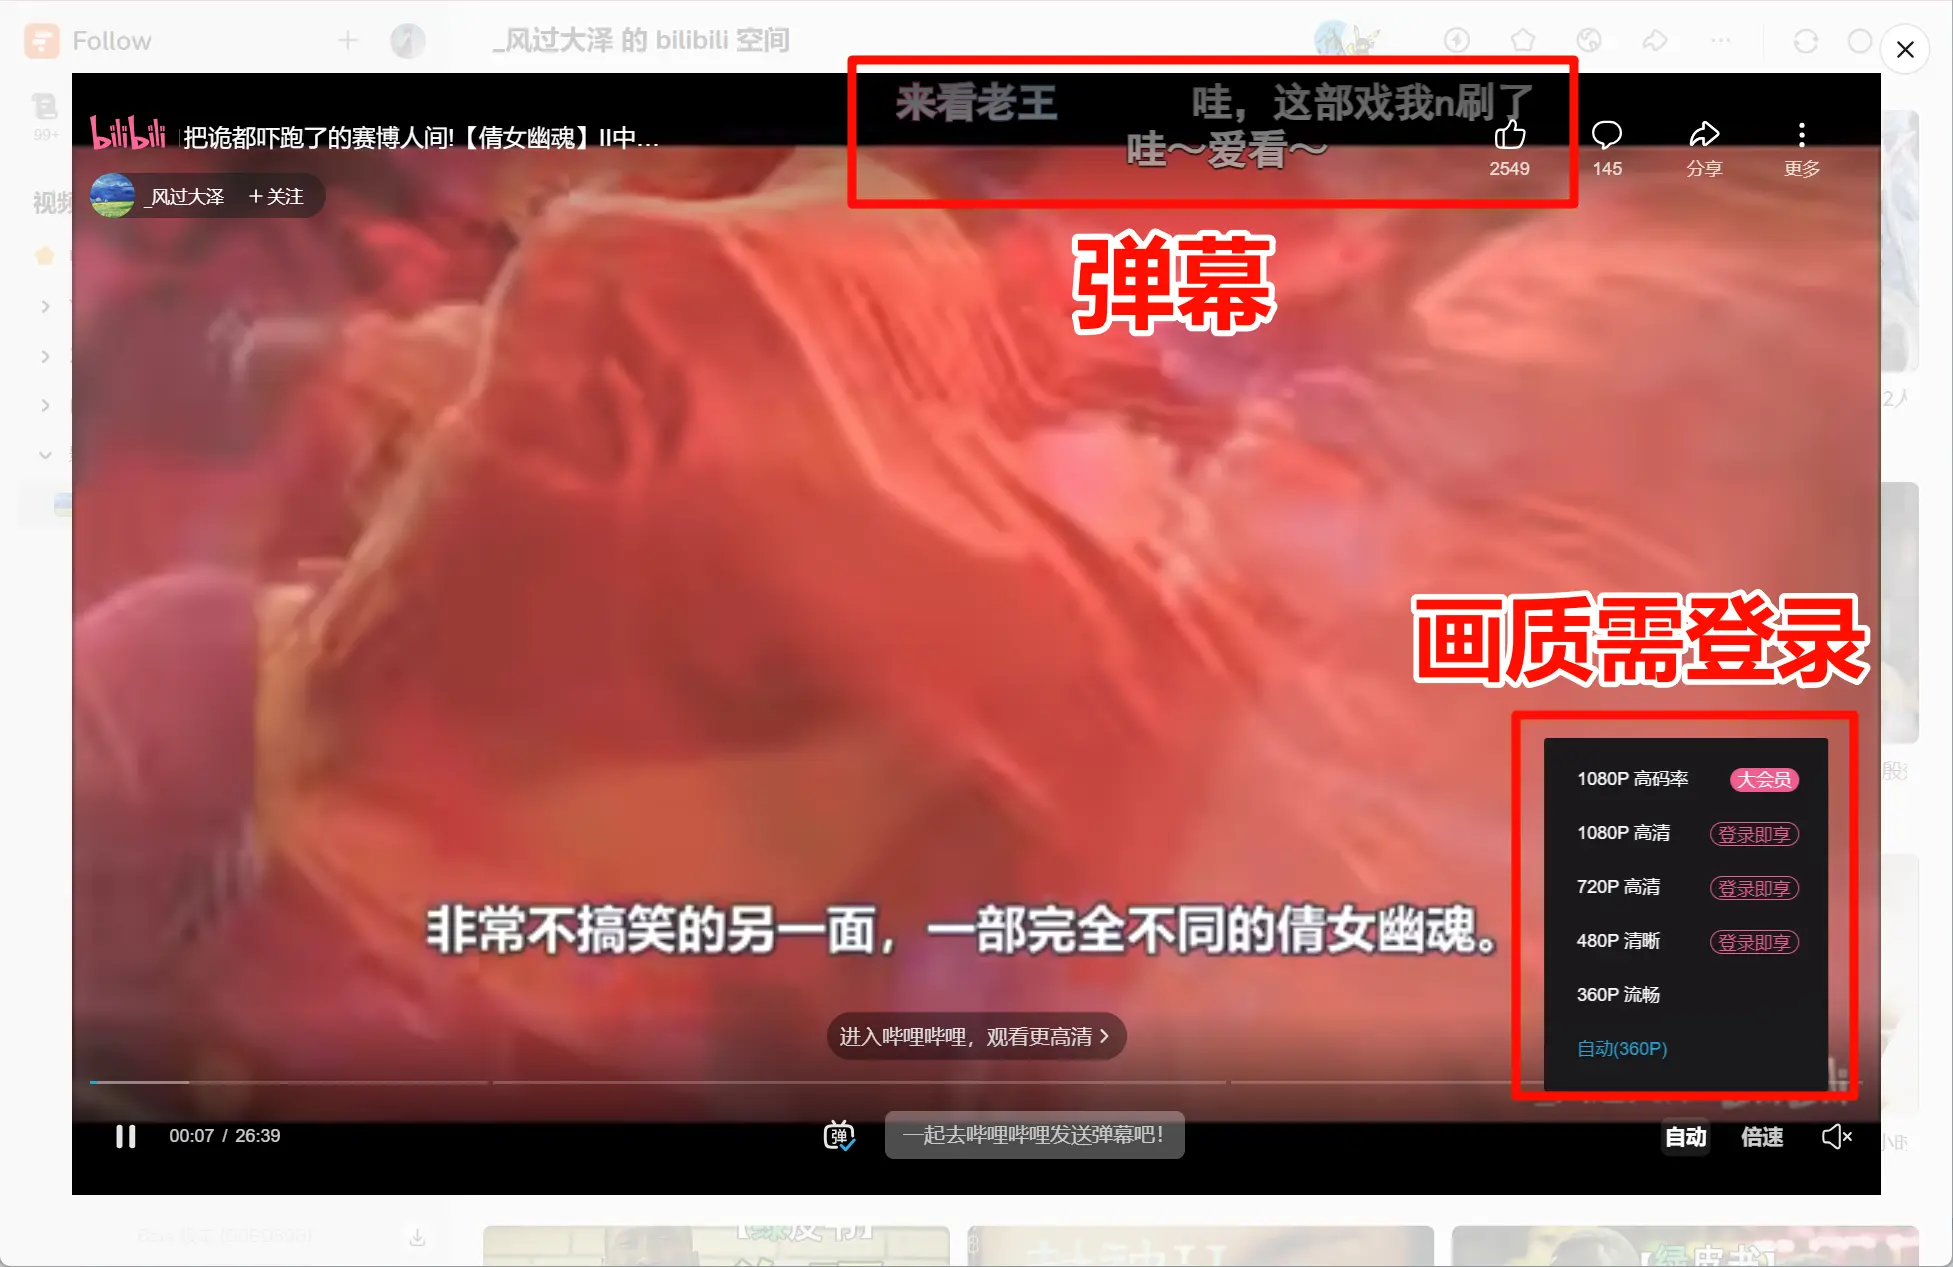 Follow
_风过大泽 的 bilibili 空间
99+
视频
bilibili
把诡都吓跑了的赛博人间!【倩女幽魂】II中...
来看老王
哇，这部戏我n刷了
哇～爱看～
2549
145
分享
更多
_风过大泽
+ 关注
弹幕
画质需登录
1080P 高码率 大会员
1080P 高清 登录即享
720P 高清 登录即享
480P 清晰 登录即享
360P 流畅
自动(360P)
非常不搞笑的另一面，一部完全不同的倩女幽魂。
进入哔哩哔哩，观看更高清 >
00:07 / 26:39
弹
一起去哔哩哔哩发送弹幕吧！
自动
倍速
小时
【绿皮书】
【绿皮书】